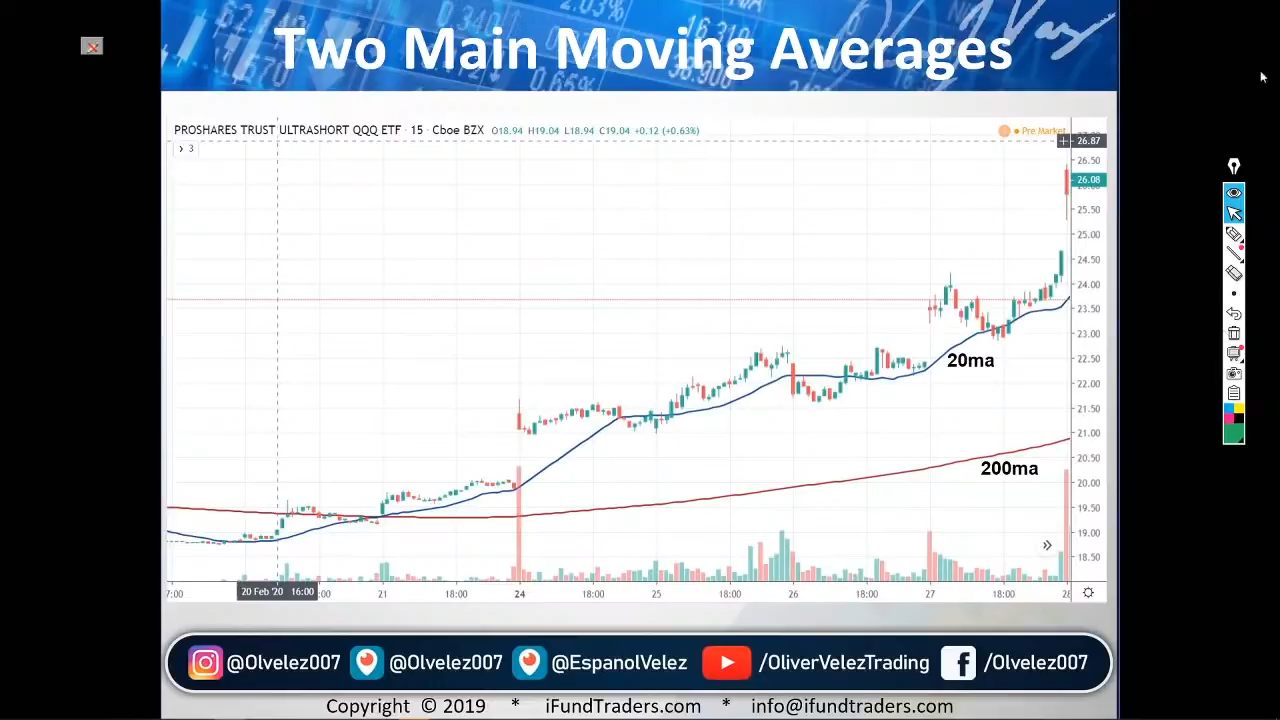 Two Main Moving Averages
PROSHARES TRUST ULTRASHORT QQQ ETF · 15 · Cboe BZX O18.94 H19.04 L18.94 C19.04 +0.12 (+0.63%)
Pre Market
3
26.87
26.50
26.08
25.50
25.00
24.50
24.00
23.50
23.00
22.50
22.00
21.50
21.00
20.50
20.00
19.50
19.00
18.50
20ma
200ma
20 Feb '20 16:00
7:00 :00 21 18:00 24 18:00 25 18:00 26 18:00 27 18:00 28
@Olvelez007 @Olvelez007 @EspanolVelez /OliverVelezTrading /Olvelez007
Copyright © 2019 * iFundTraders.com * info@ifundtraders.com